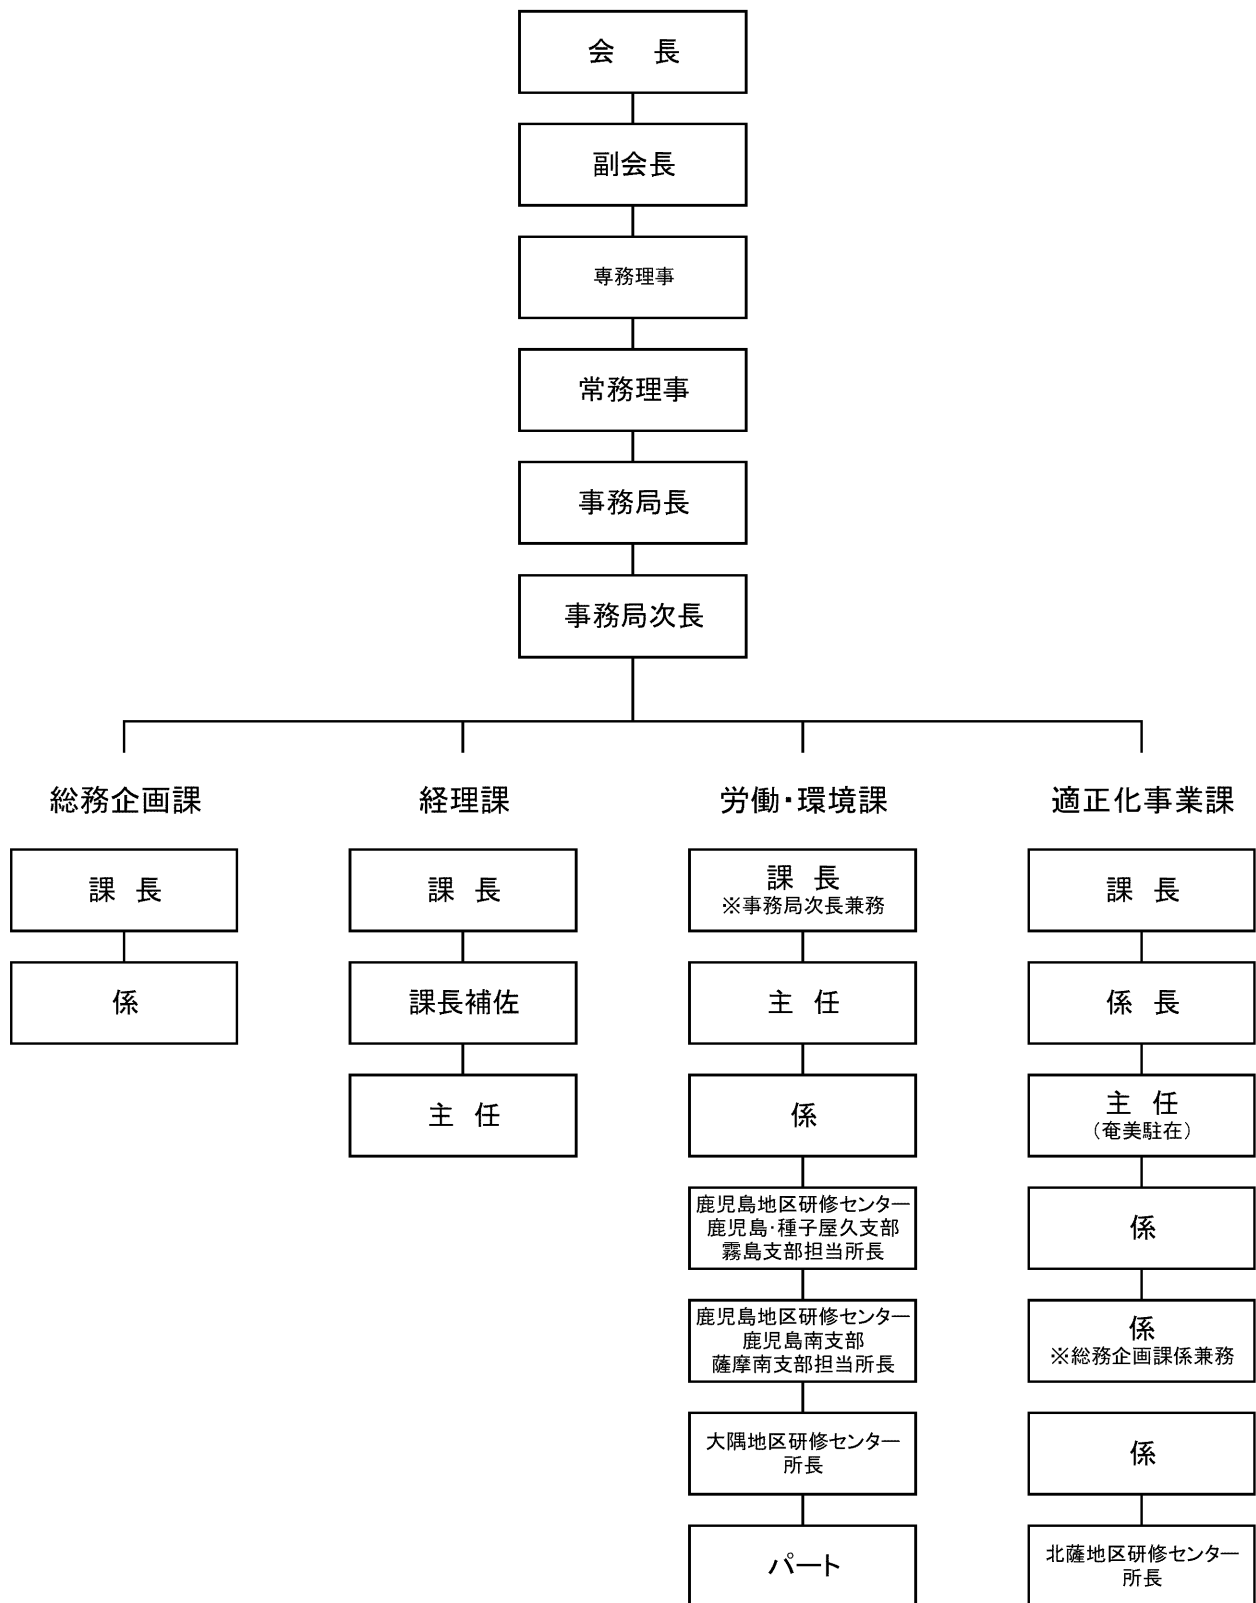 会 長
副会長
専務理事
常務理事
事務局長
事務局次長
総務企画課
課 長
係
経理課
課 長
課長補佐
主 任
労働・環境課
課 長
※事務局次長兼務
主 任
係
鹿児島地区研修センター
鹿児島・種子屋久支部
霧島支部担当所長
鹿児島地区研修センター
鹿児島南支部
薩摩南支部担当所長
大隅地区研修センター
所長
パート
適正化事業課
課 長
係 長
主 任
（奄美駐在）
係
係
※総務企画課係兼務
係
北薩地区研修センター
所長